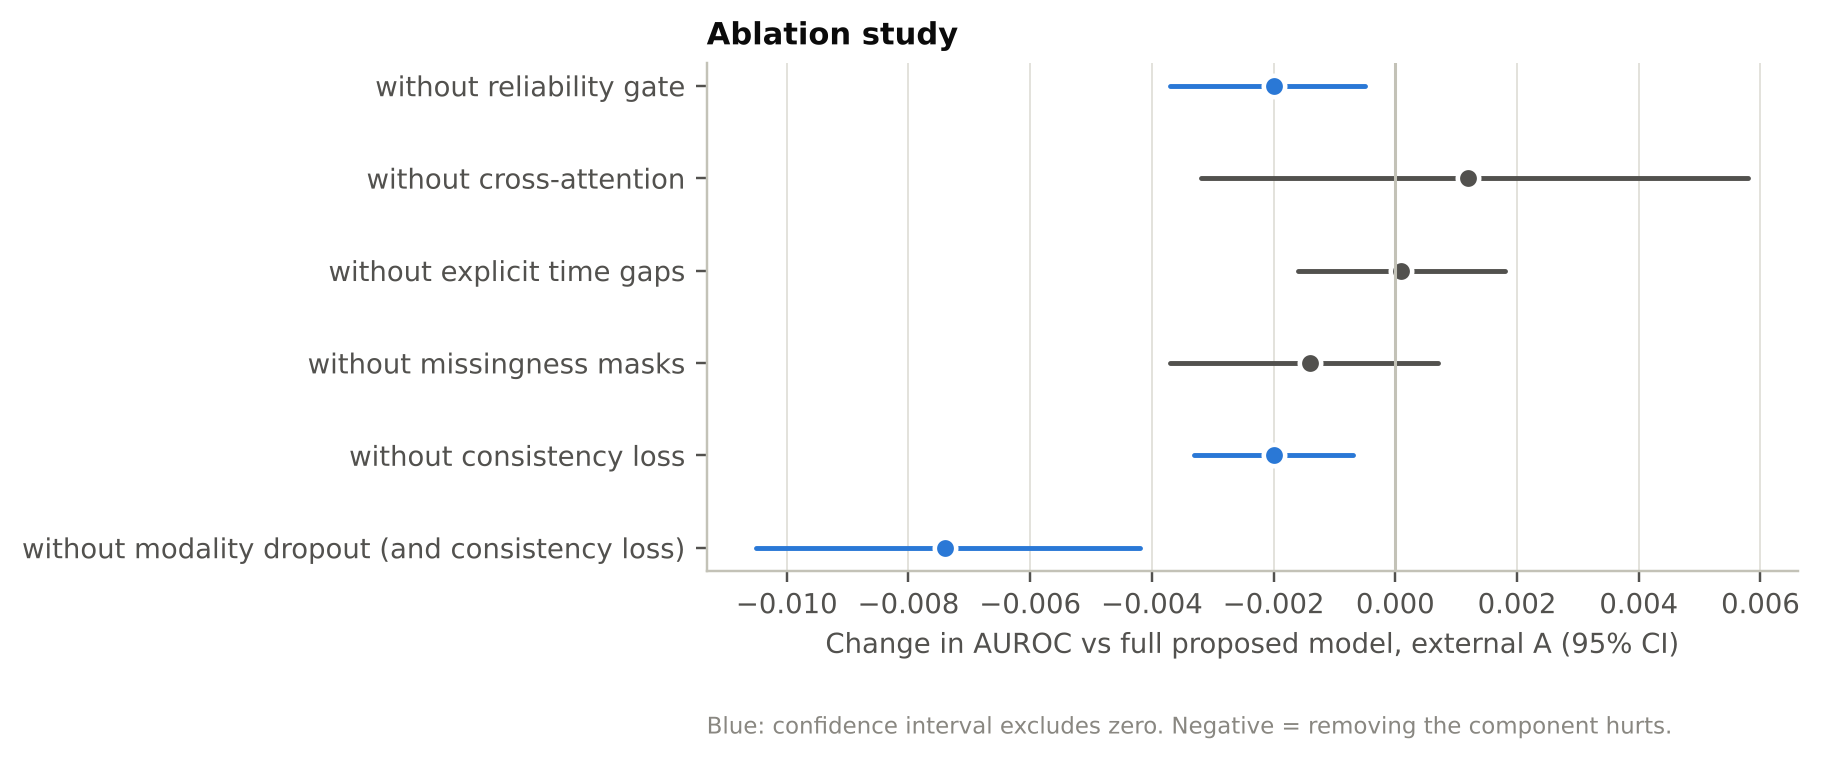 Ablation study
without reliability gate
without cross-attention
without explicit time gaps
without missingness masks
without consistency loss
without modality dropout (and consistency loss)
−0.010 −0.008 −0.006 −0.004 −0.002 0.000 0.002 0.004 0.006
Change in AUROC vs full proposed model, external A (95% CI)
Blue: confidence interval excludes zero. Negative = removing the component hurts.